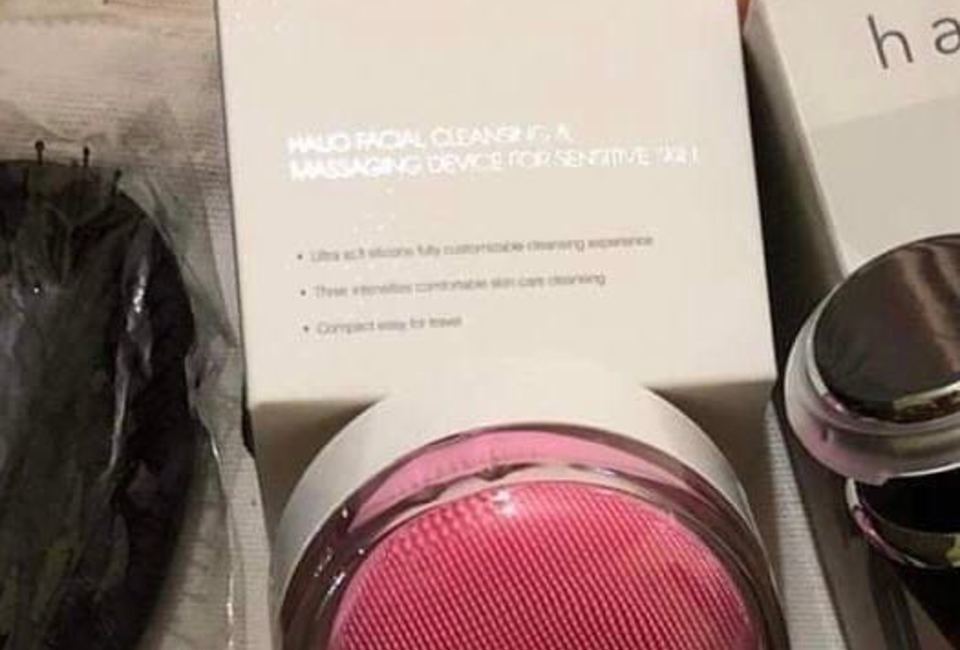 ha
HALIO FACIAL CLEANSING &
MASSAGING DEVICE FOR SENSITIVE SKIN
• Ultra soft silicone fully customizable cleansing experience
• Three intensities comfortable skin care cleansing
• Compact easy for travel